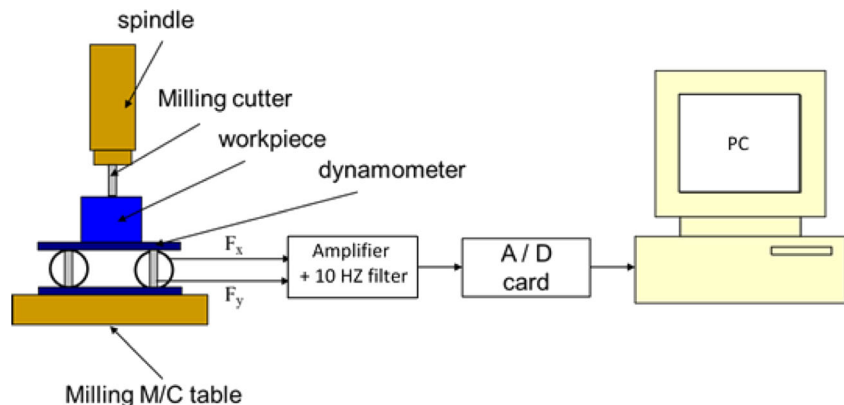 spindle
Milling cutter
workpiece
dynamometer
PC
Fx
Amplifier
+ 10 HZ filter
A / D
card
Fy
Milling M/C table